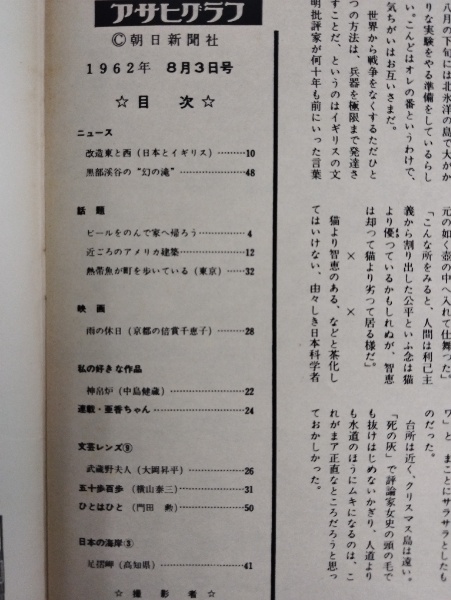 アサヒグラフ
©朝日新聞社
1962年 8月3日号
☆目 次☆
ニュース
改造東と西(日本とイギリス)………10
黒部渓谷の“幻の滝”………48
話 題
ビールをのんで家へ帰ろう………4
近ごろのアメリカ建築………12
熱帯魚が町を歩いている(東京)………32
映 画
雨の休日(京都の倍賞千恵子)………28
私の好きな作品
神帘炉(中島健蔵)………22
連載・亜香ちゃん………24
文芸レンズ⑨
武蔵野夫人(大岡昇平)………26
五十歩百歩(横山泰三)………31
ひとはひと(門田 勲)………50
日本の海岸③
足摺岬(高知県)………41
☆ 撮 影 者 ☆
八月の下旬には北氷洋の島で大がか
りな実験をやる準備をしているらし
い。こんどはオレの番というわけで、
気ちがいはお互いさまだ。
世界から戦争をなくするただひと
つの方法は、兵器を極限まで発達さ
すことだ、というのはイギリスの文
明批評家が何十年も前にいった言葉
元の如く壺の中へ入れて仕舞つた。
「こんな所をみると、人間は利己主
義から割り出した公平といふ念は猫
より優つているかもしれぬが、智恵
は却つて猫より劣つて居る様だ」。
× × ×
猫より智恵のある、などと茶化し
てはいけない、由々しき日本科学者
ワ」と、まことにサラサラとしたも
のだった。
台所は近く、クリスマス島は遠い。
「死の灰」で評論家女史の頭の毛で
も抜けはじめないかぎり、人道より
も水道のほうにムキになるのは、こ
れがまア正直なところだろうと思っ
ておかしかった。